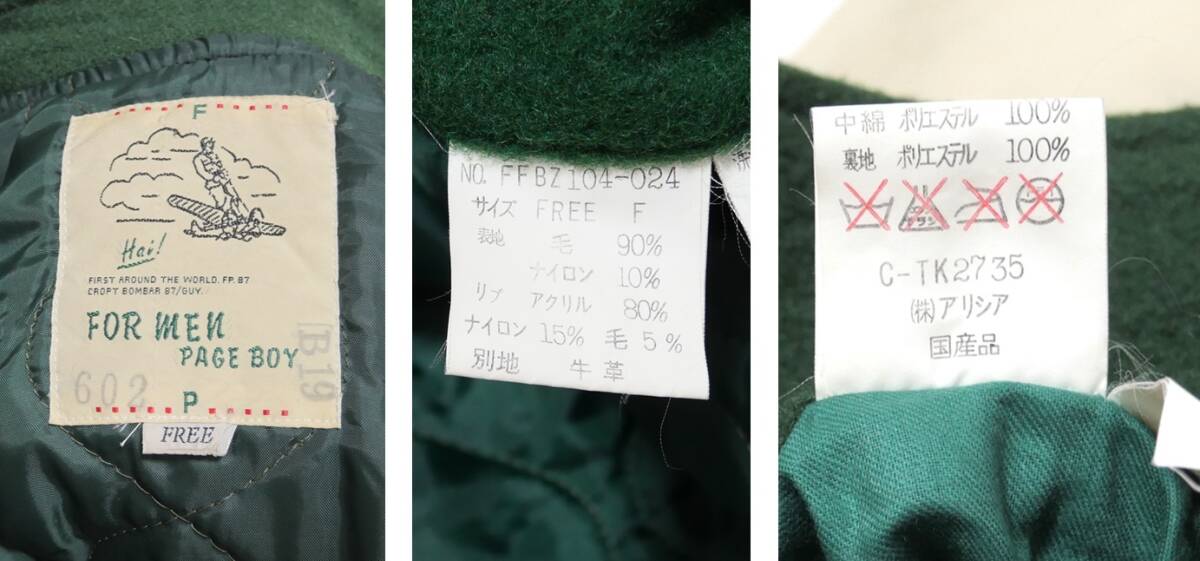 F
Hai!
FIRST AROUND THE WORLD. FP. 87
CROPT BOMBAR 87/GUY.
FOR MEN
PAGE BOY
602
IB19
P
FREE
NO. FFBZ104-024
サイズ FREE F
表地 毛 90%
ナイロン 10%
リブ アクリル 80%
ナイロン 15% 毛 5%
別地 牛革
中綿 ポリエステル 100%
裏地 ポリエステル 100%
C-TK2735
(株)アリシア
国産品